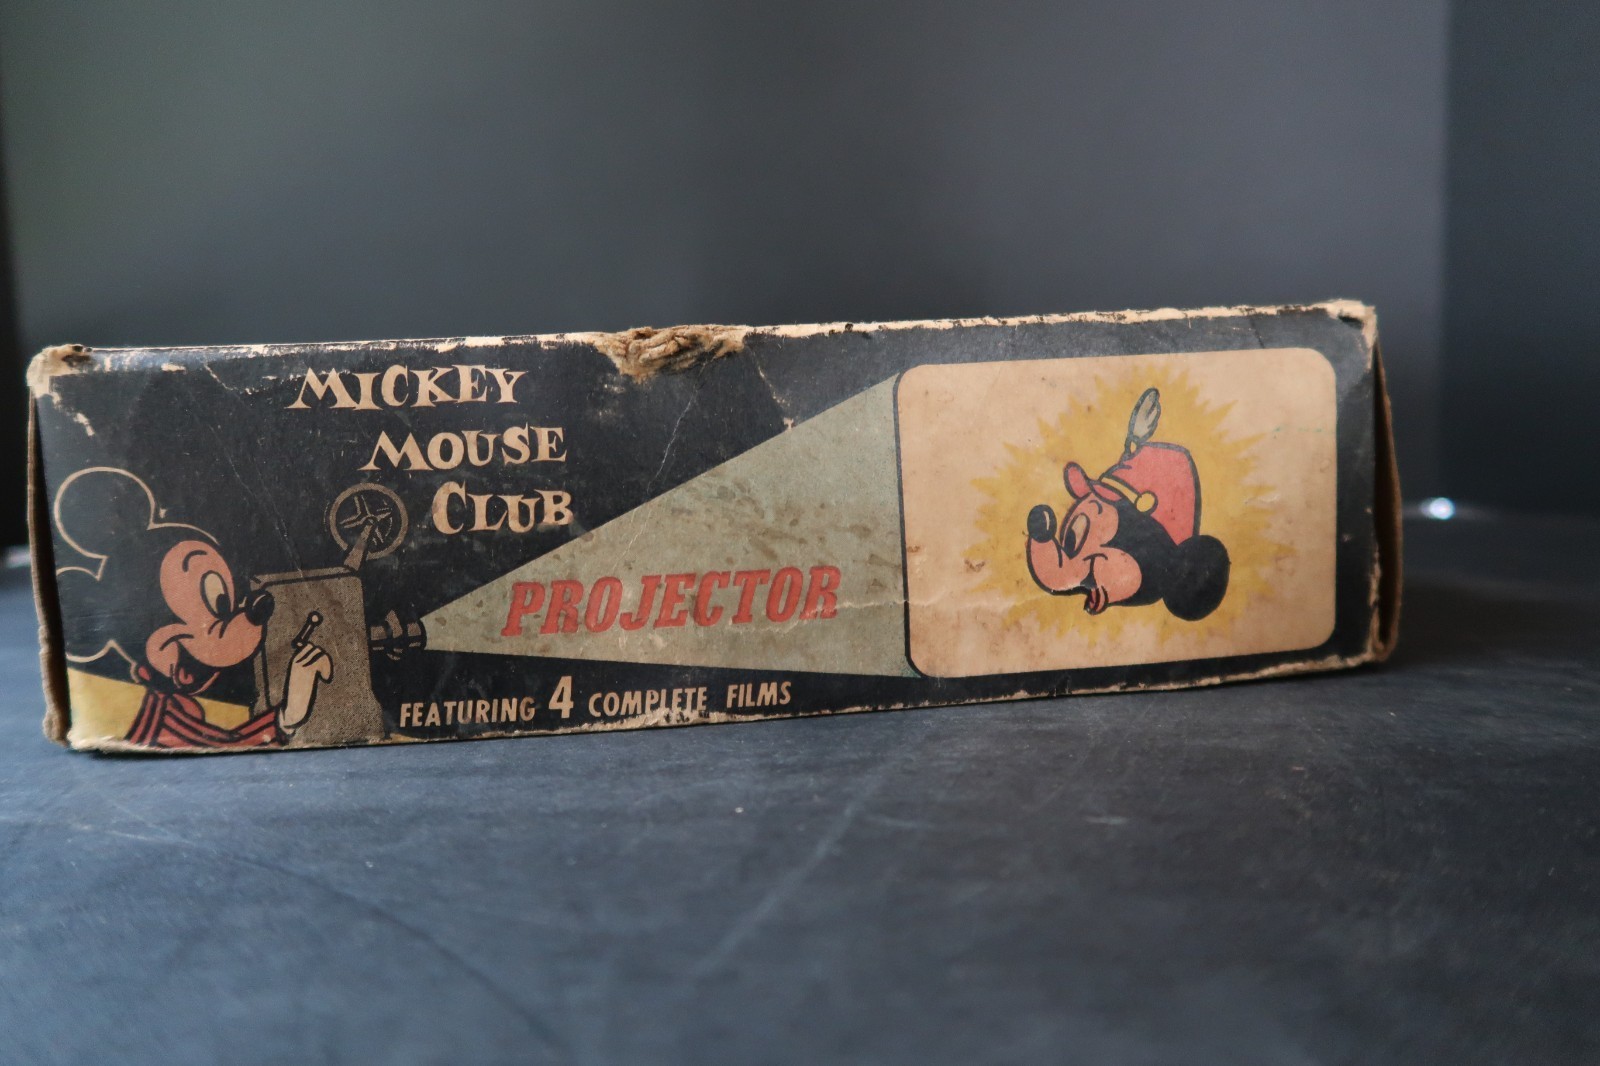 MICKEY
MOUSE
CLUB
PROJECTOR
FEATURING 4 COMPLETE FILMS